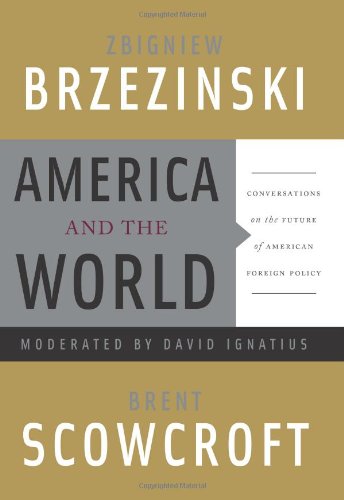 ZBIGNIEW
BRZEZINSKI
AMERICA
AND THE
WORLD
CONVERSATIONS
on the FUTURE
of AMERICAN
FOREIGN POLICY
MODERATED BY DAVID IGNATIUS
BRENT
SCOWCROFT